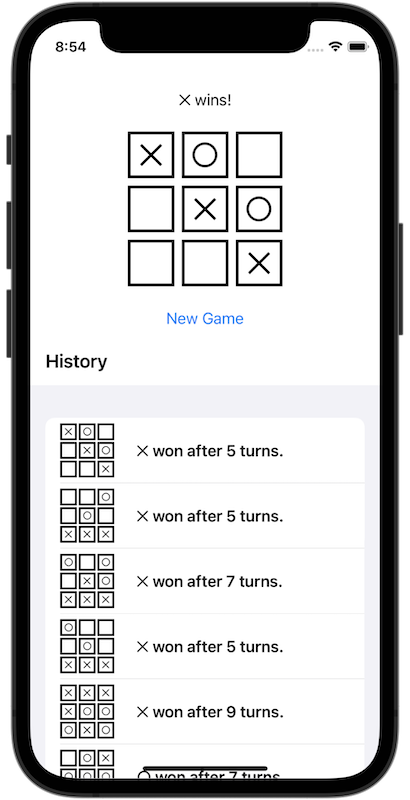 8:54
X wins!
X O
X O
X
New Game
History
X O
X O
X
X won after 5 turns.
O
O
X X X
X won after 5 turns.
O O
X O
X X X
X won after 7 turns.
O
O
X X X
X won after 5 turns.
X X X
X O O
O X O
X won after 9 turns.
O X
O O O
O won after 7 turns.